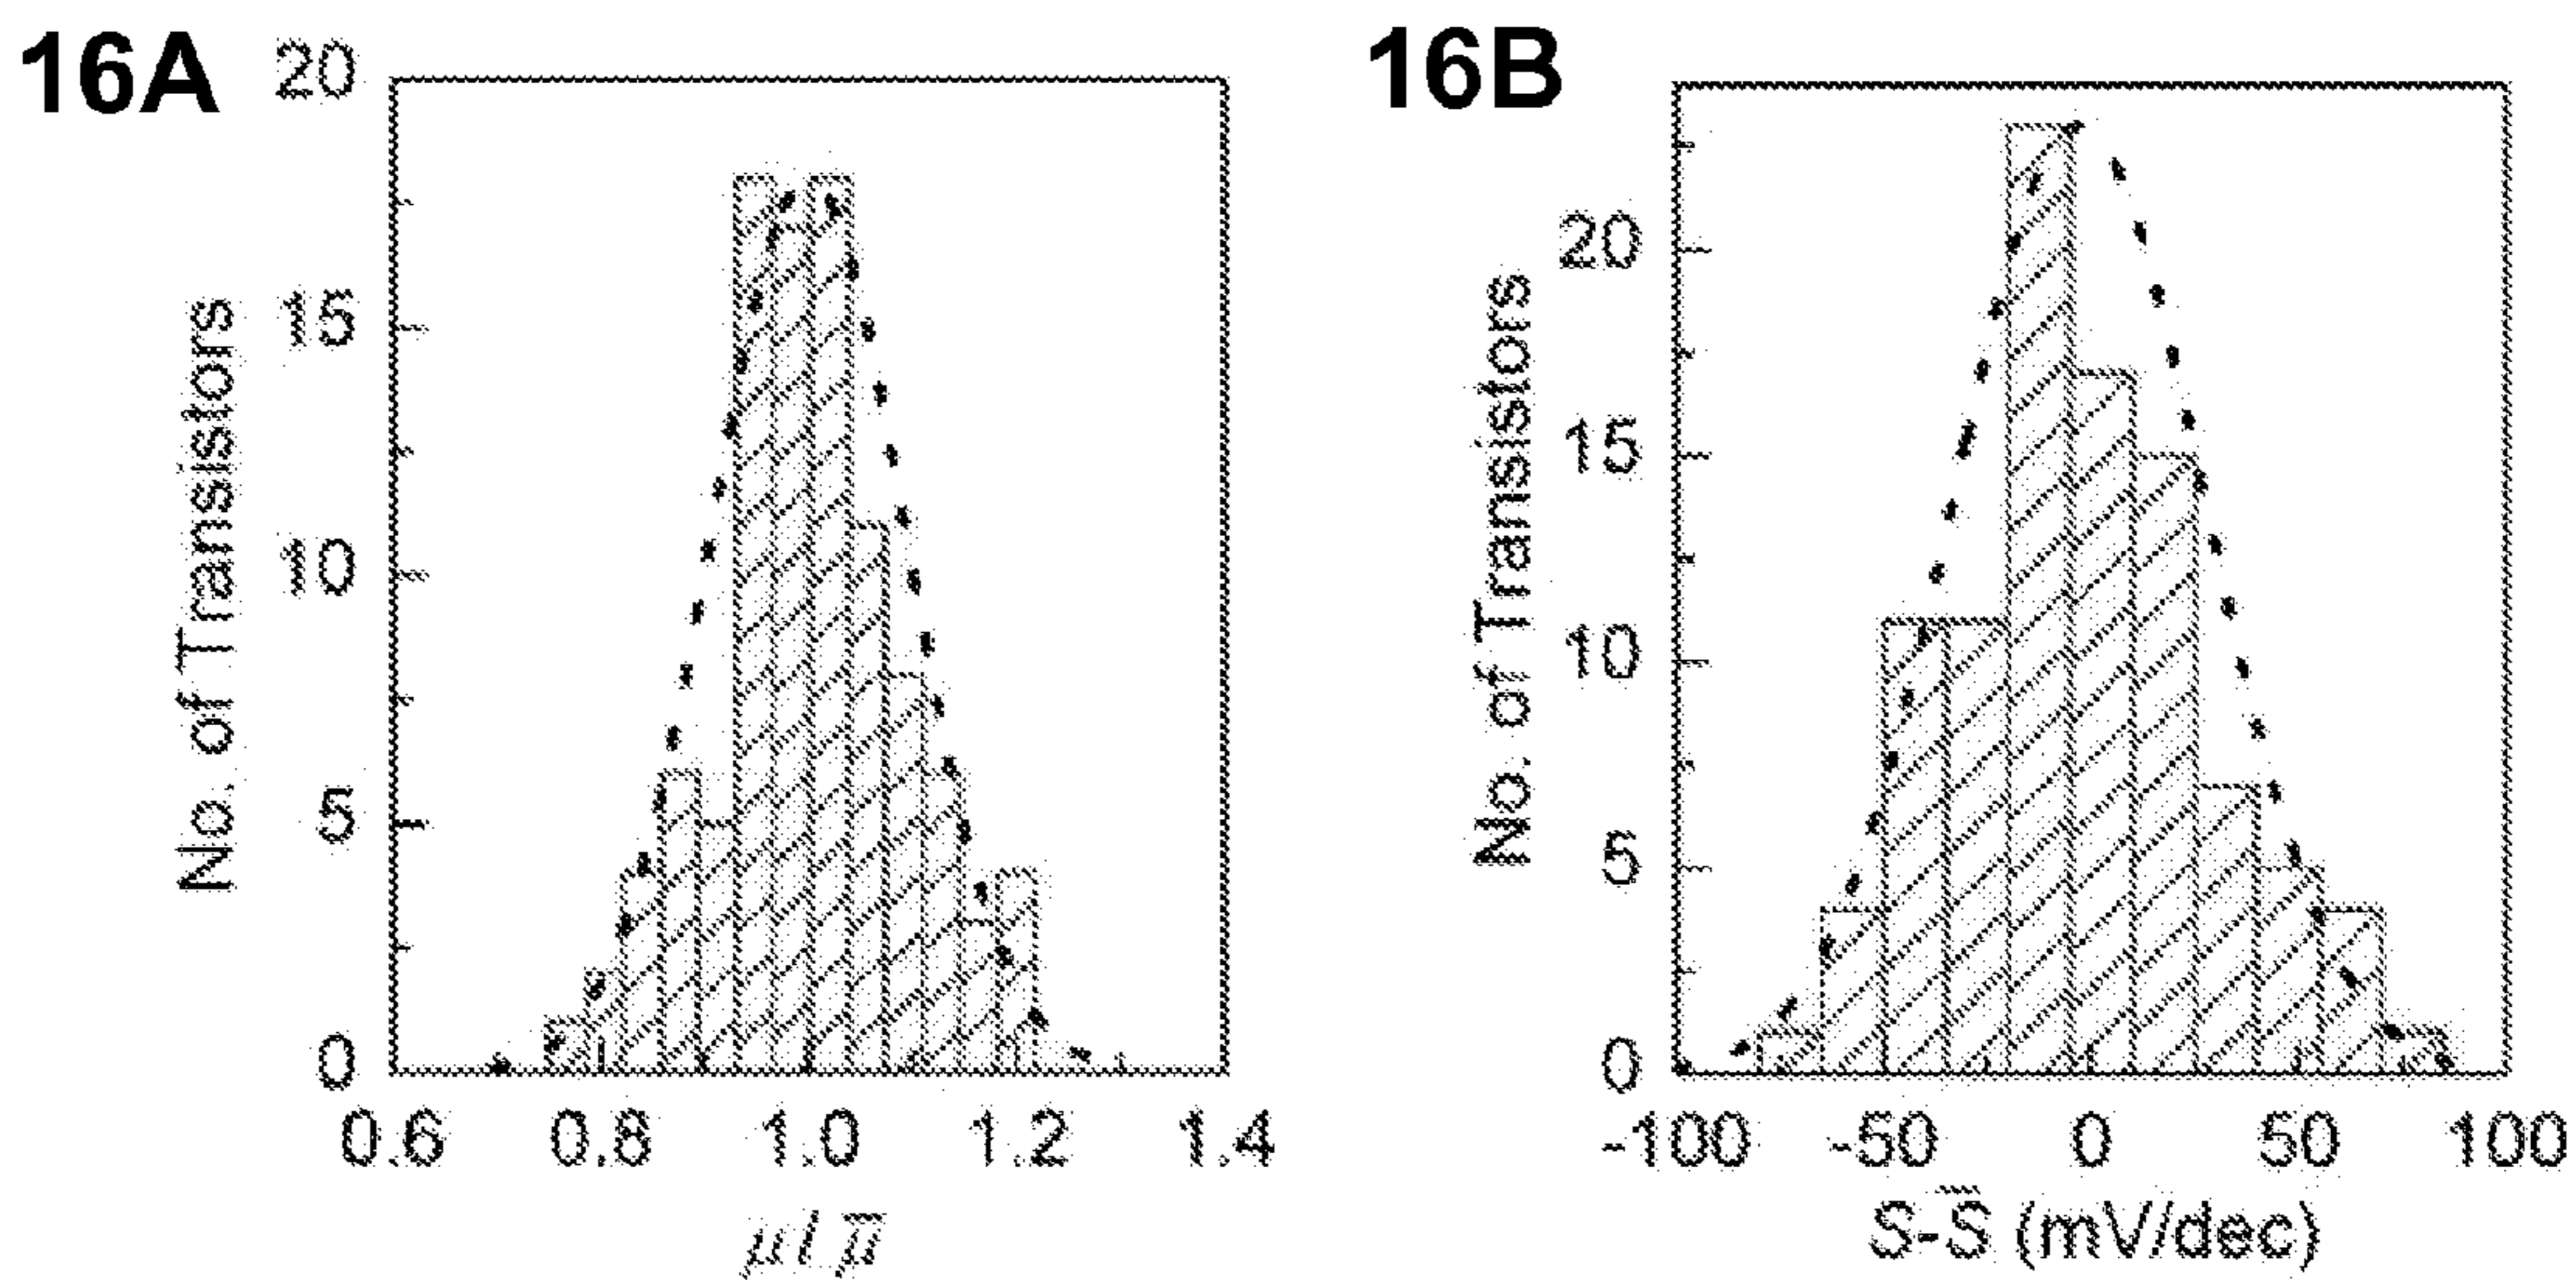 16A
20
15
10
5
0
No. of Transistors
0.6 0.8 1.0 1.2 1.4
μ/μ̅
16B
20
15
10
5
0
No. of Transistors
-100 -50 0 50 100
S-S̅ (mV/dec)